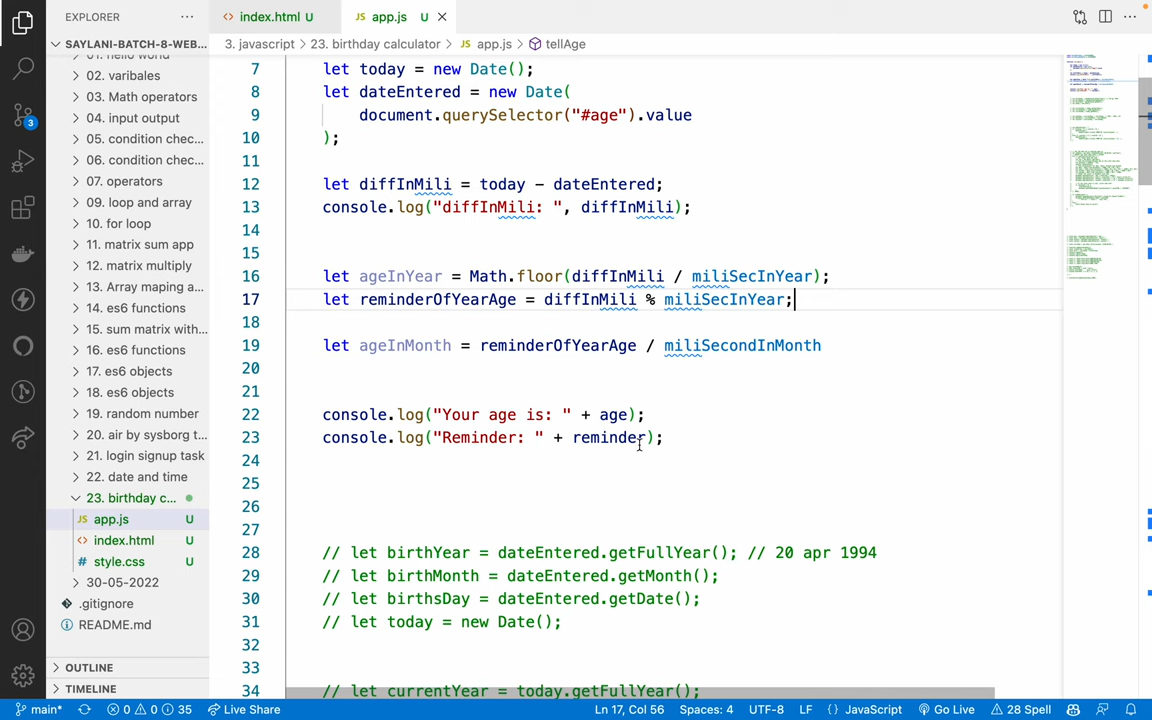 EXPLORER
SAYLANI-BATCH-8-WEB...
01. hello world
02. varibales
03. Math operators
04. input output
05. condition chec...
06. condition chec...
07. operators
09. loop and array
10. for loop
11. matrix sum app
12. matrix multiply
13. Array maping a...
14. es6 functions
15. sum matrix with...
16. es6 functions
17. es6 objects
18. es6 objects
19. random number
20. air by sysborg t...
21. login signup task
22. date and time
23. birthday c...
JS app.js U
<> index.html U
# style.css U
30-05-2022
.gitignore
README.md
OUTLINE
TIMELINE
3
<> index.html U
JS app.js U
3. javascript > 23. birthday calculator > JS app.js > tellAge
7 let today = new Date();
8 let dateEntered = new Date(
9 document.querySelector("#age").value
10 );
11
12 let diffInMili = today - dateEntered;
13 console.log("diffInMili: ", diffInMili);
14
15
16 let ageInYear = Math.floor(diffInMili / miliSecInYear);
17 let reminderOfYearAge = diffInMili % miliSecInYear;
18
19 let ageInMonth = reminderOfYearAge / miliSecondInMonth
20
21
22 console.log("Your age is: " + age);
23 console.log("Reminder: " + reminder);
24
25
26
27
28 // let birthYear = dateEntered.getFullYear(); // 20 apr 1994
29 // let birthMonth = dateEntered.getMonth();
30 // let birthsDay = dateEntered.getDate();
31 // let today = new Date();
32
33
34 // let currentYear = today.getFullYear();
main* 0 0 35 Live Share Ln 17, Col 56 Spaces: 4 UTF-8 LF {} JavaScript Go Live 28 Spell